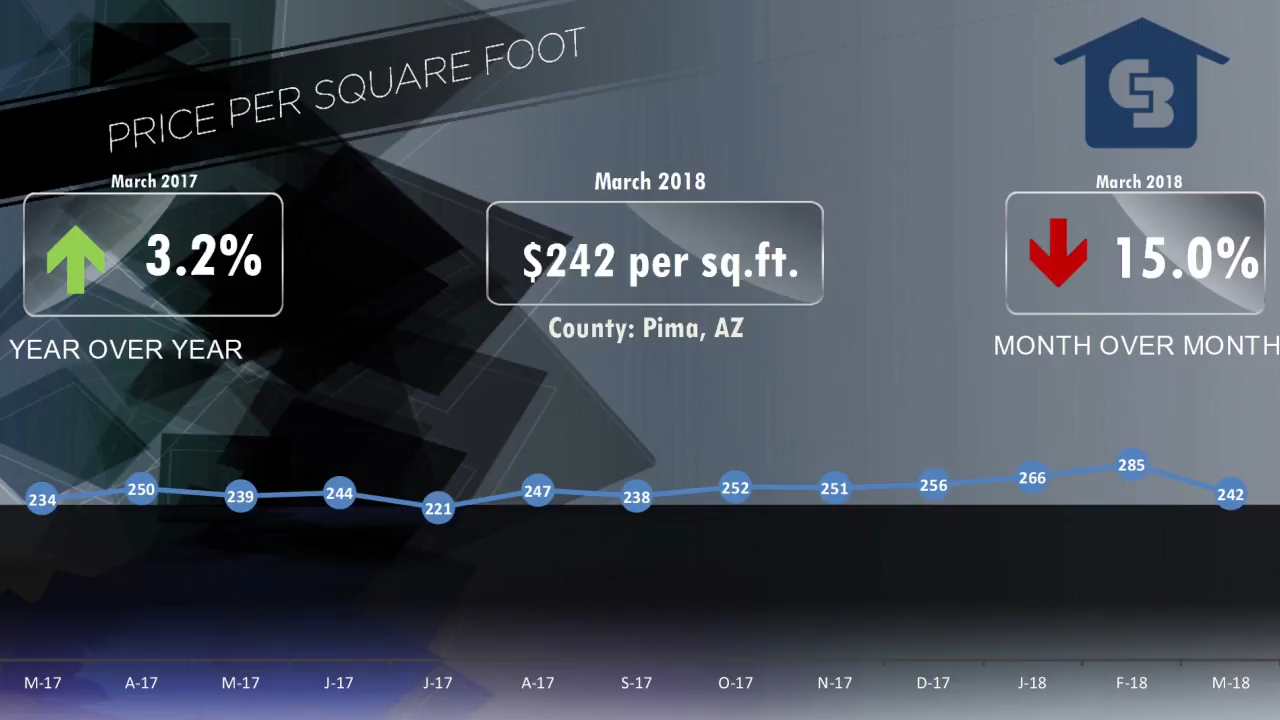 PRICE PER SQUARE FOOT
CB
March 2017
3.2%
YEAR OVER YEAR
March 2018
$242 per sq.ft.
County: Pima, AZ
March 2018
15.0%
MONTH OVER MONTH
234 250 239 244 221 247 238 252 251 256 266 285 242
M-17 A-17 M-17 J-17 J-17 A-17 S-17 O-17 N-17 D-17 J-18 F-18 M-18